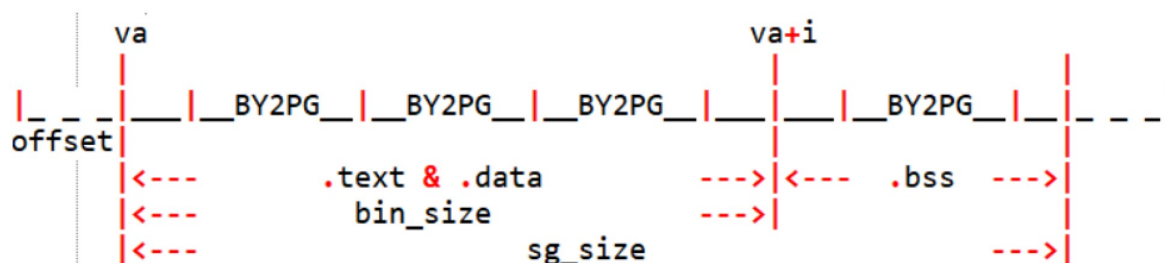 va va+i
| | |
|_ _ _|___|__BY2PG__|__BY2PG__|__BY2PG__|___|___|__BY2PG__|__|_ _ _
offset| | |
|<--- .text & .data --->|<--- .bss --->|
|<--- bin_size --->| |
|<--- sg_size --->|